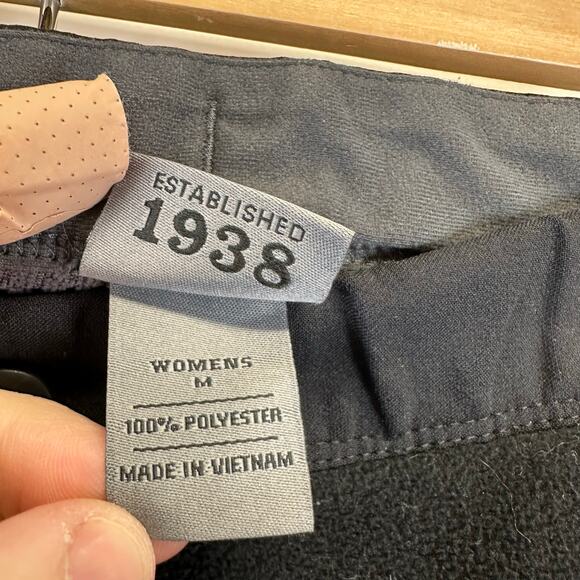 ESTABLISHED
1938
WOMENS
M
100% POLYESTER
MADE IN VIETNAM